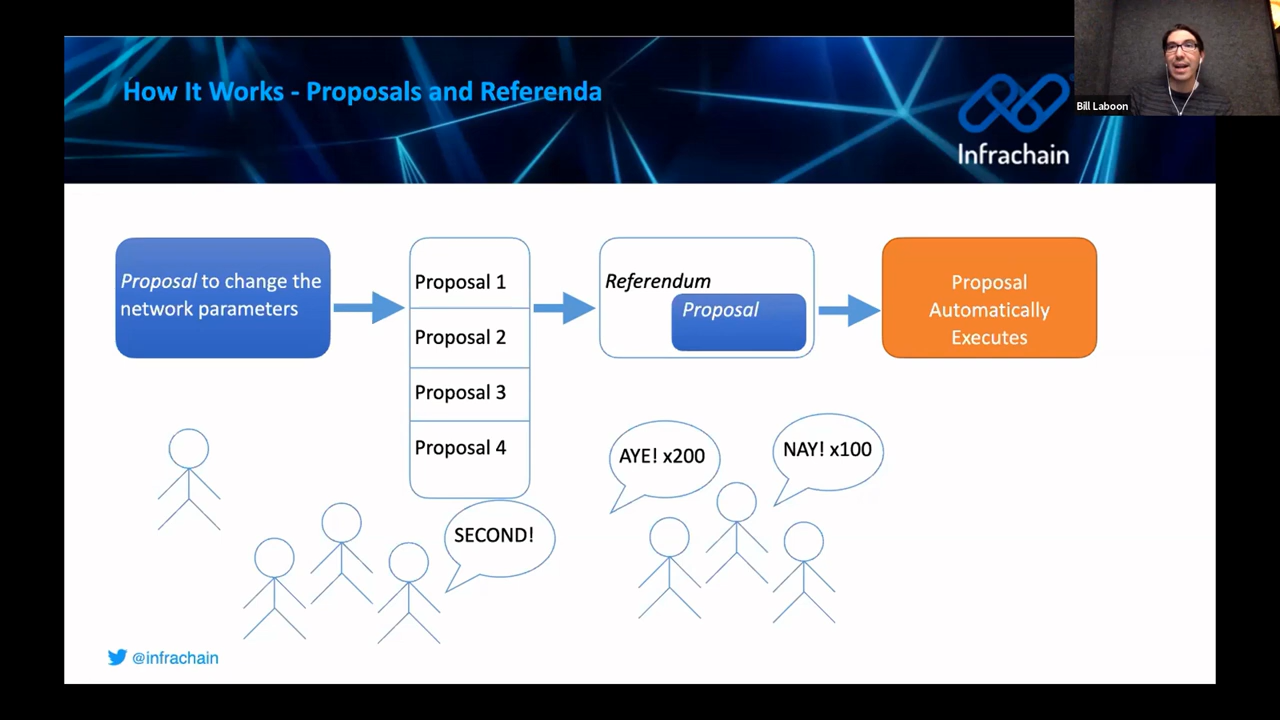 How It Works - Proposals and Referenda
Infrachain
Bill Laboon
Proposal to change the
network parameters
Proposal 1
Proposal 2
Proposal 3
Proposal 4
Referendum
Proposal
Proposal
Automatically
Executes
SECOND!
AYE! x200
NAY! x100
@infrachain